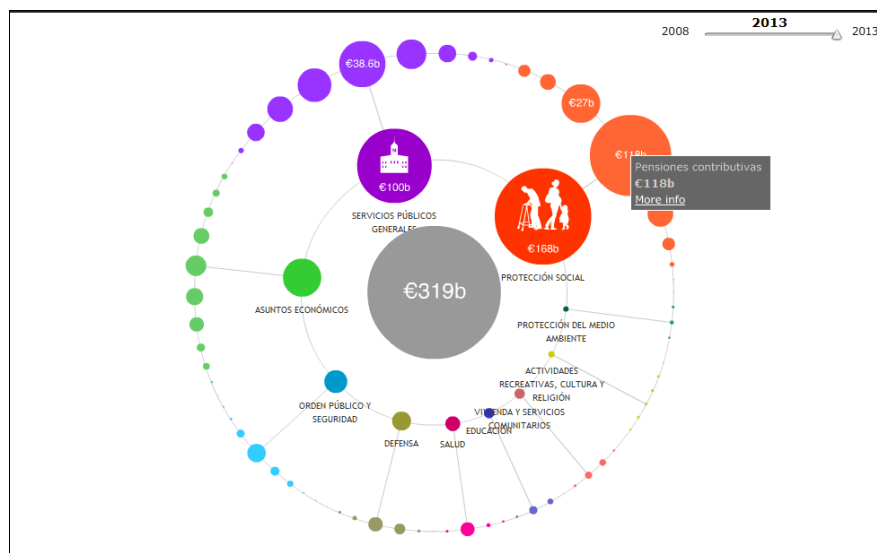 2013
2008
2013
€38.6b
€27b
€118b
Pensiones contributivas
€118b
More info
€100b
SERVICIOS PÚBLICOS
GENERALES
€168b
PROTECCIÓN SOCIAL
€319b
ASUNTOS ECONÓMICOS
PROTECCIÓN DEL MEDIO
AMBIENTE
ACTIVIDADES
RECREATIVAS, CULTURA Y
RELIGIÓN
ORDEN PÚBLICO Y
SEGURIDAD
VIVIENDA Y SERVICIOS
COMUNITARIOS
EDUCACIÓN
DEFENSA
SALUD